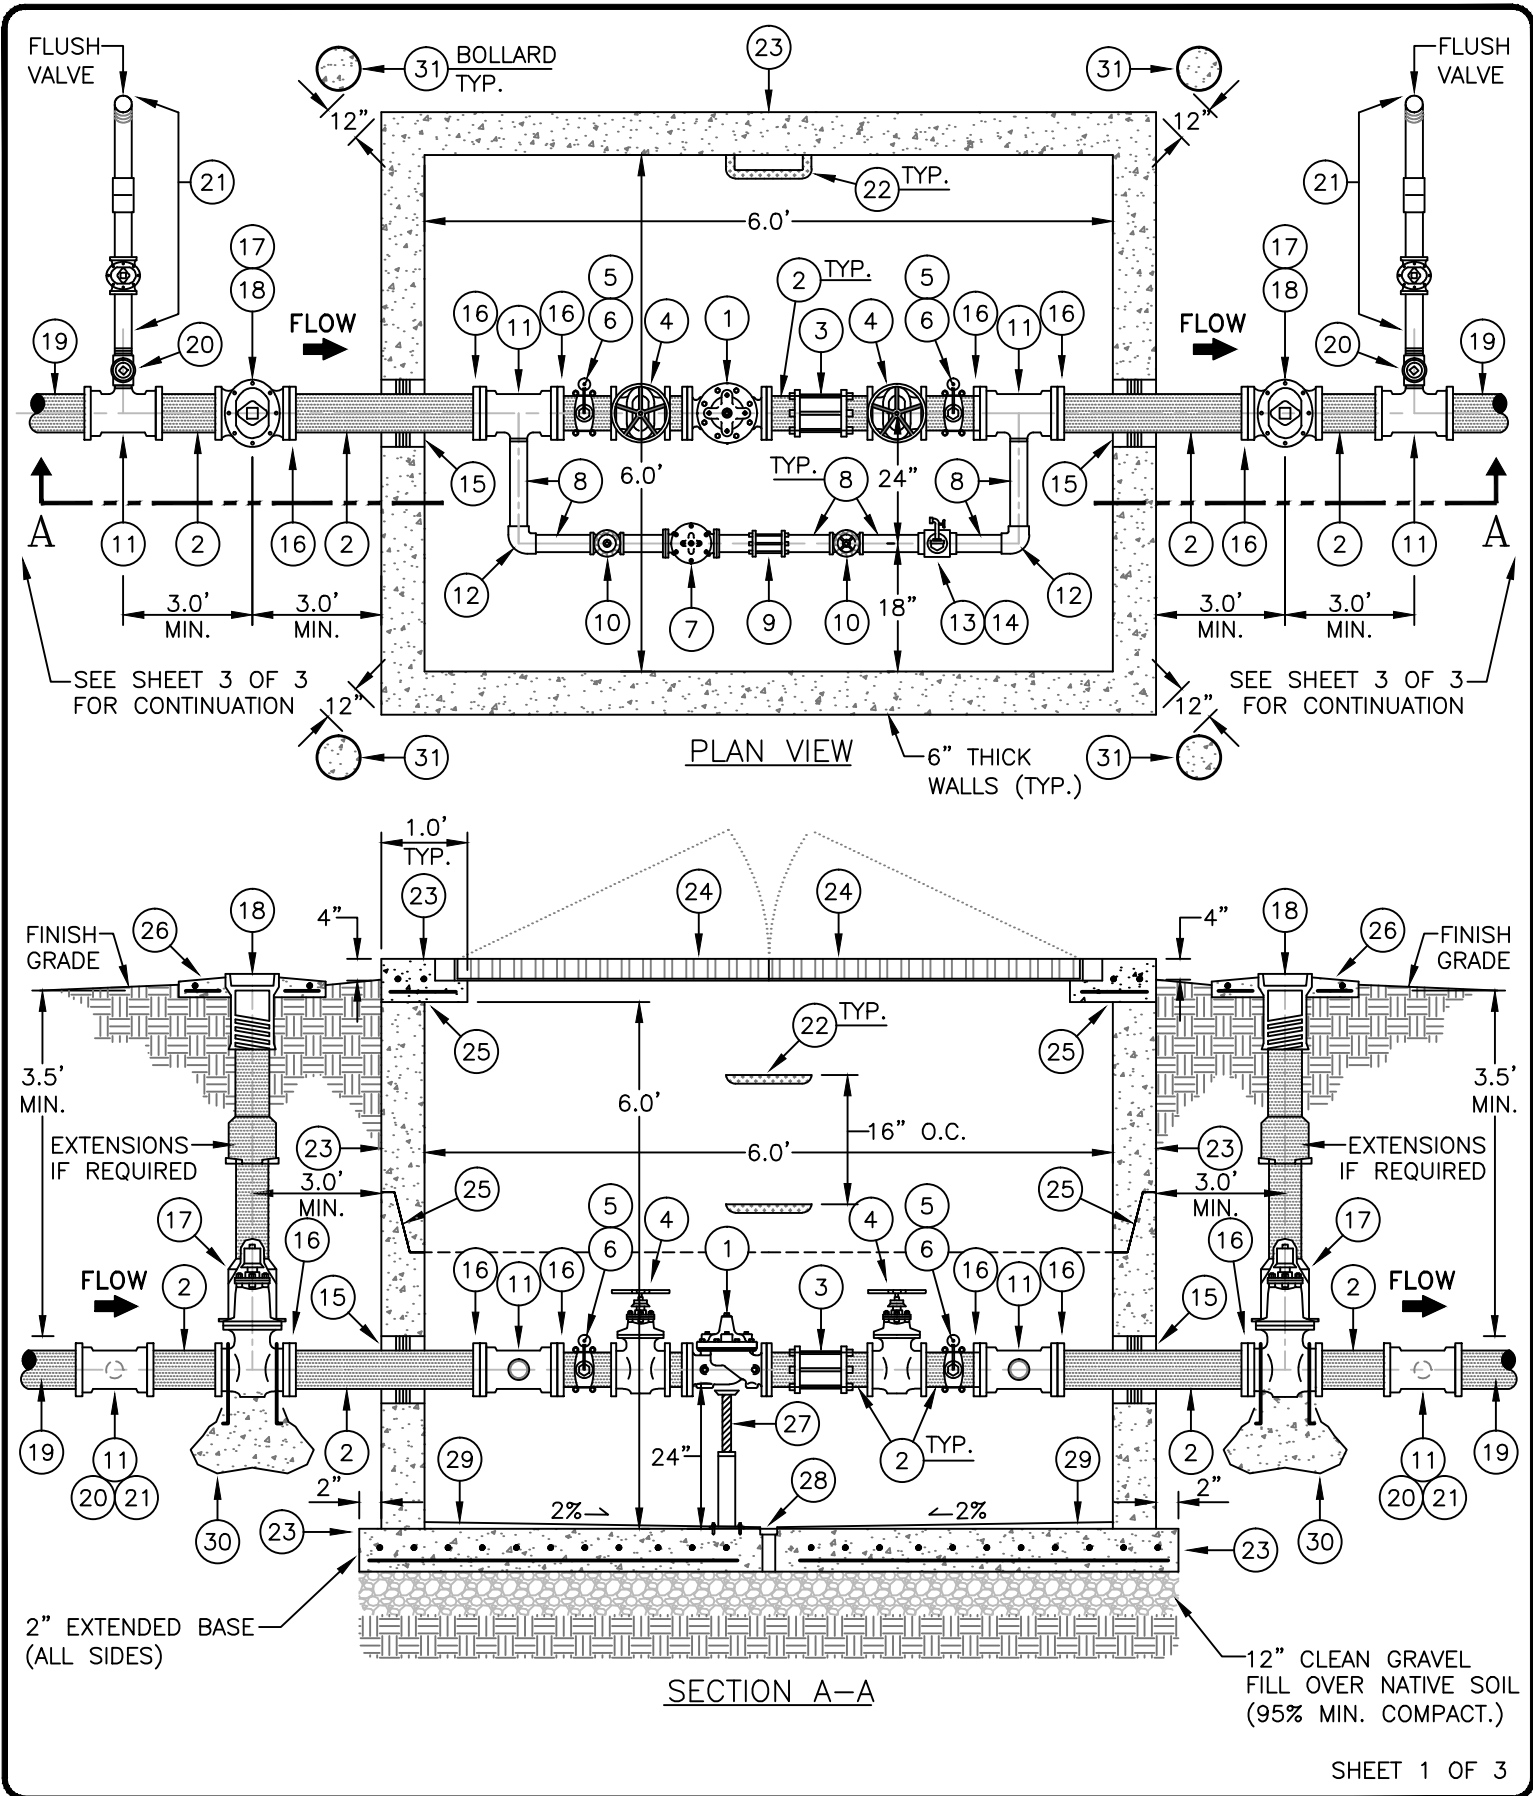 FLUSH
VALVE
31 BOLLARD
TYP.
23
31
FLUSH
VALVE
12"
12"
21
22 TYP.
21
6.0'
17
18
5
6
2 TYP.
5
6
17
18
FLOW
16
11
16
4
1
3
4
16
11
16
FLOW
19
20
20
19
15
8
6.0'
TYP.
8
24"
8
15
A
11
2
16
2
2
16
2
11
A
12
10
7
9
10
18"
13
14
12
3.0'
MIN.
3.0'
MIN.
3.0'
MIN.
3.0'
MIN.
SEE SHEET 3 OF 3
FOR CONTINUATION
SEE SHEET 3 OF 3
FOR CONTINUATION
12"
12"
31
PLAN VIEW
6" THICK
WALLS (TYP.)
31
1.0'
TYP.
23
24
24
4"
4"
18
26
FINISH
GRADE
18
26
FINISH
GRADE
25
22 TYP.
25
3.5'
MIN.
6.0'
3.5'
MIN.
EXTENSIONS
IF REQUIRED
23
6.0'
16" O.C.
23
EXTENSIONS
IF REQUIRED
3.0'
MIN.
25
25
3.0'
MIN.
17
16
5
6
4
1
4
5
6
16
17
FLOW
2
15
16
11
16
3
16
11
16
15
2
FLOW
19
11
20
21
2
27
2 TYP.
2
11
20
21
19
24"
29
28
29
2"
2"
30
23
2%
2%
23
30
2" EXTENDED BASE
(ALL SIDES)
12" CLEAN GRAVEL
FILL OVER NATIVE SOIL
(95% MIN. COMPACT.)
SECTION A-A
SHEET 1 OF 3